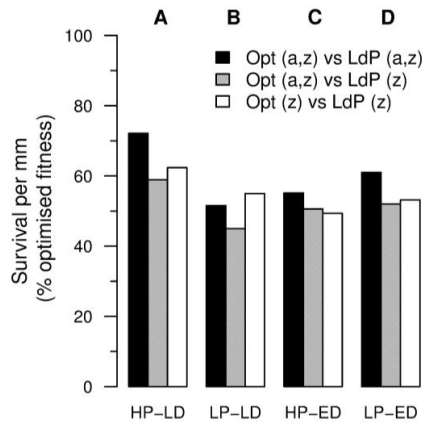 A B C D
100
80
60
40
20
0
Survival per mm
(% optimised fitness)
Opt (a,z) vs LdP (a,z)
Opt (a,z) vs LdP (z)
Opt (z) vs LdP (z)
HP−LD LP−LD HP−ED LP−ED